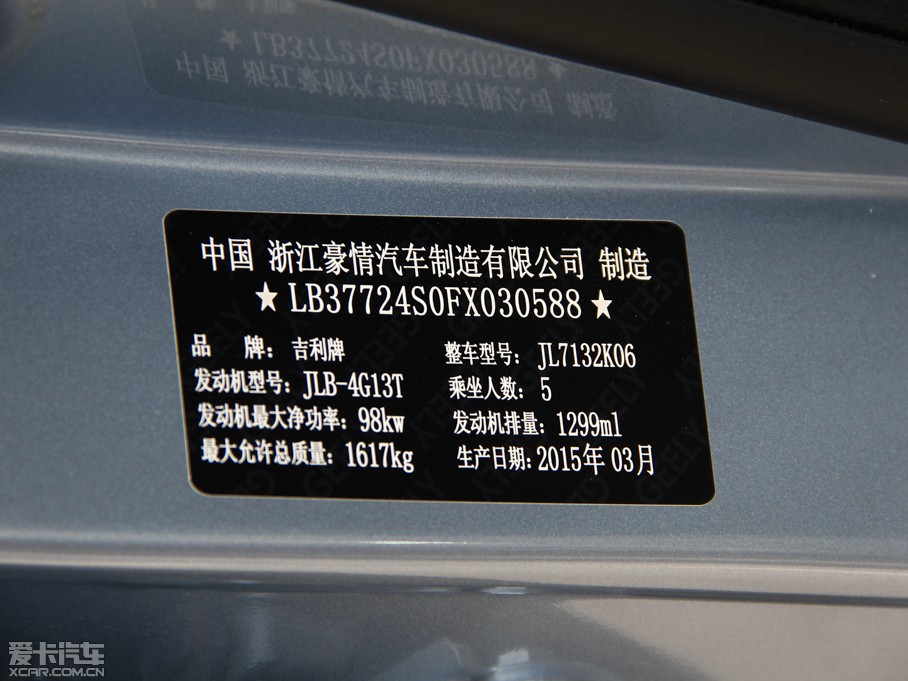 中国 浙江豪情汽车制造有限公司 制造
★ LB37724S0FX030588 ★
品 牌: 吉利牌 整车型号: JL7132K06
发动机型号: JLB-4G13T 乘坐人数: 5
发动机最大净功率: 98kw 发动机排量: 1299ml
最大允许总质量: 1617kg 生产日期: 2015年 03月
爱卡汽车
XCAR.COM.CN